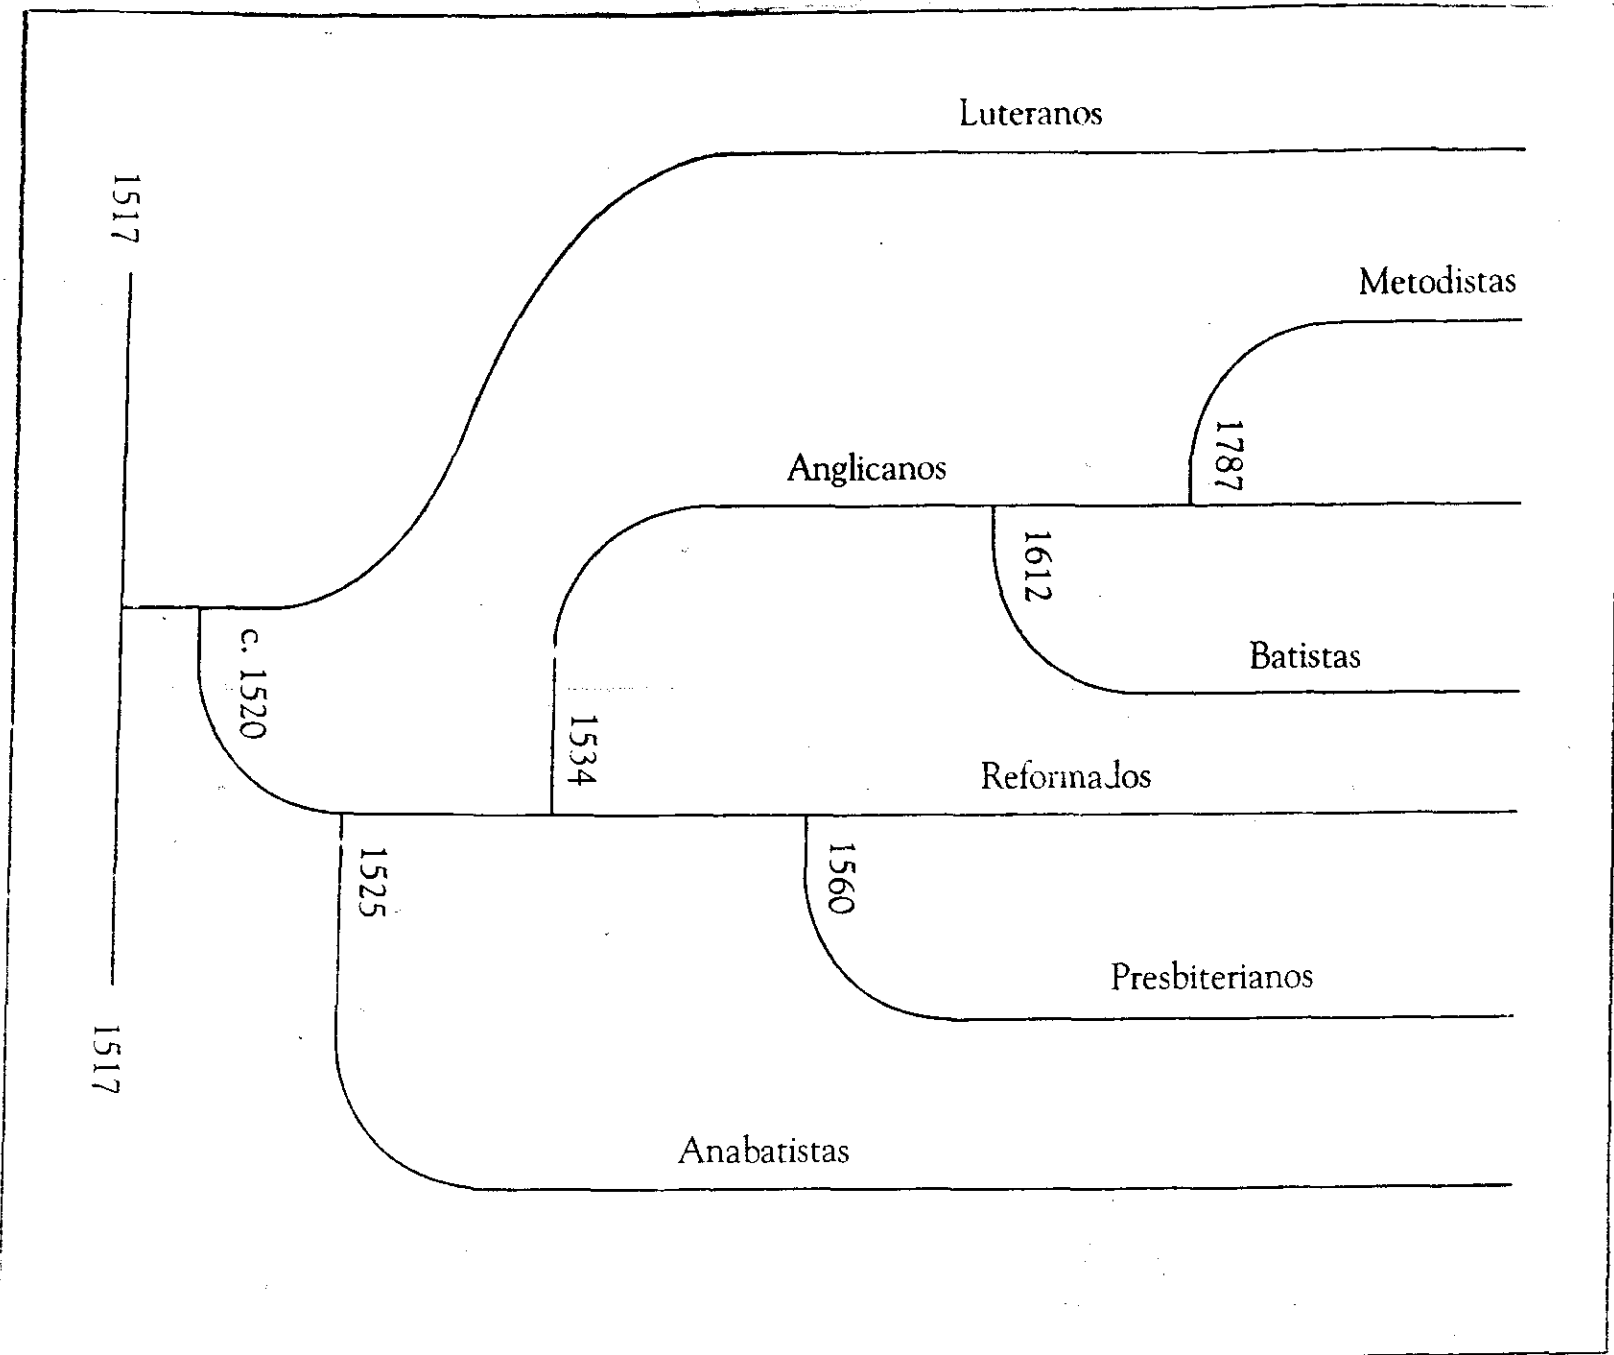 Luteranos
1517
Metodistas
1787
Anglicanos
1612
c. 1520
Batistas
1534
Reformados
1525
1560
Presbiterianos
1517
Anabatistas